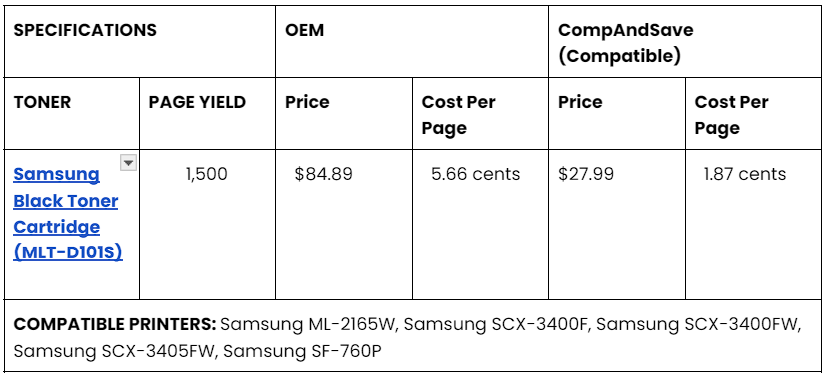 SPECIFICATIONS OEM CompAndSave
(Compatible)
TONER PAGE YIELD Price Cost Per Page Price Cost Per Page
Samsung 1,500 $84.89 5.66 cents $27.99 1.87 cents
Black Toner
Cartridge
(MLT-D101S)
COMPATIBLE PRINTERS: Samsung ML-2165W, Samsung SCX-3400F, Samsung SCX-3400FW,
Samsung SCX-3405FW, Samsung SF-760P